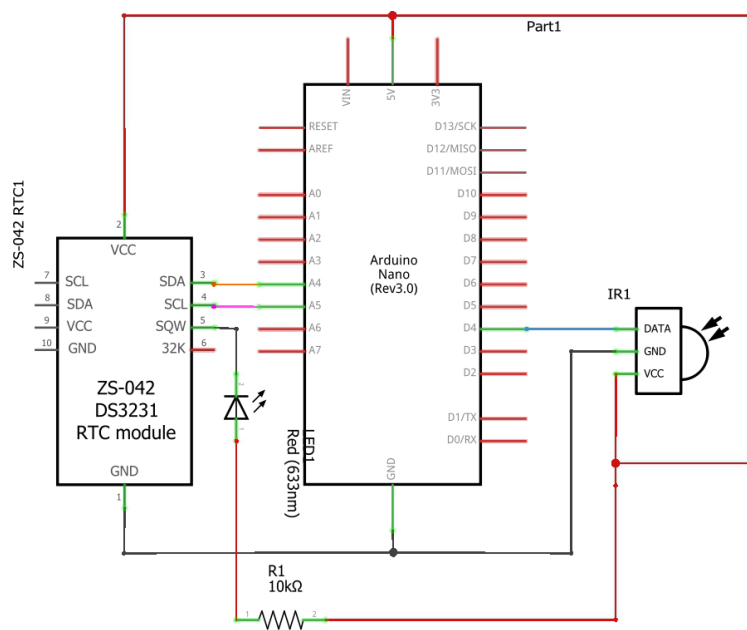 Part1
VIN
5V
3V3
RESET
AREF
A0
A1
A2
A3
A4
A5
A6
A7
D13/SCK
D12/MISO
D11/MOSI
D10
D9
D8
D7
D6
D5
D4
D3
D2
D1/TX
D0/RX
GND
Arduino
Nano
(Rev3.0)
ZS-042 RTC1
2
VCC
7
SCL
8
SDA
9
VCC
10
GND
SDA
3
SCL
4
SQW
5
32K
6
ZS-042
DS3231
RTC module
GND
1
2
1
LED1
Red (633nm)
IR1
DATA
GND
VCC
R1
10kΩ
1
2